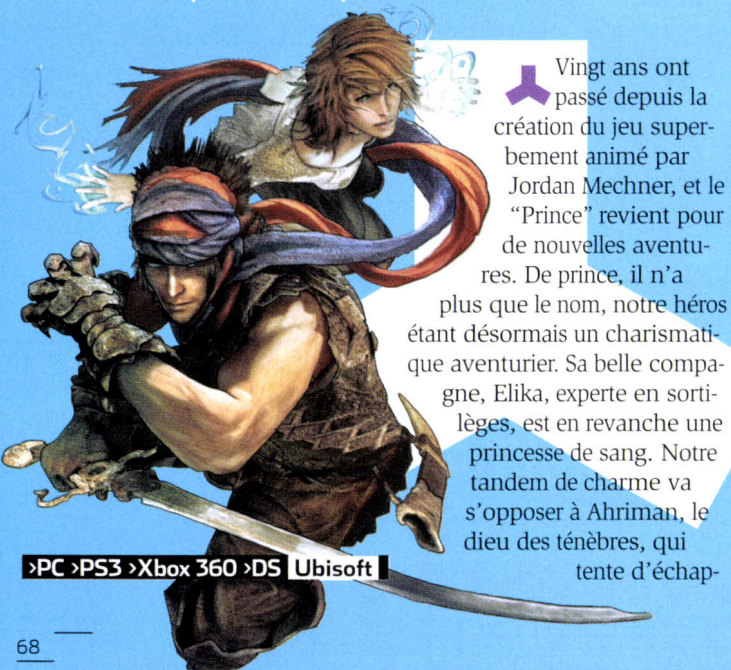 Vingt ans ont
passé depuis la
création du jeu super-
bement animé par
Jordan Mechner, et le
“Prince” revient pour
de nouvelles aventu-
res. De prince, il n’a
plus que le nom, notre héros
étant désormais un charismati-
que aventurier. Sa belle compa-
gne, Elika, experte en sorti-
lèges, est en revanche une
princesse de sang. Notre
tandem de charme va
s’opposer à Ahriman, le
dieu des ténèbres, qui
tente d’échap-
›PC ›PS3 ›Xbox 360 ›DS Ubisoft
68